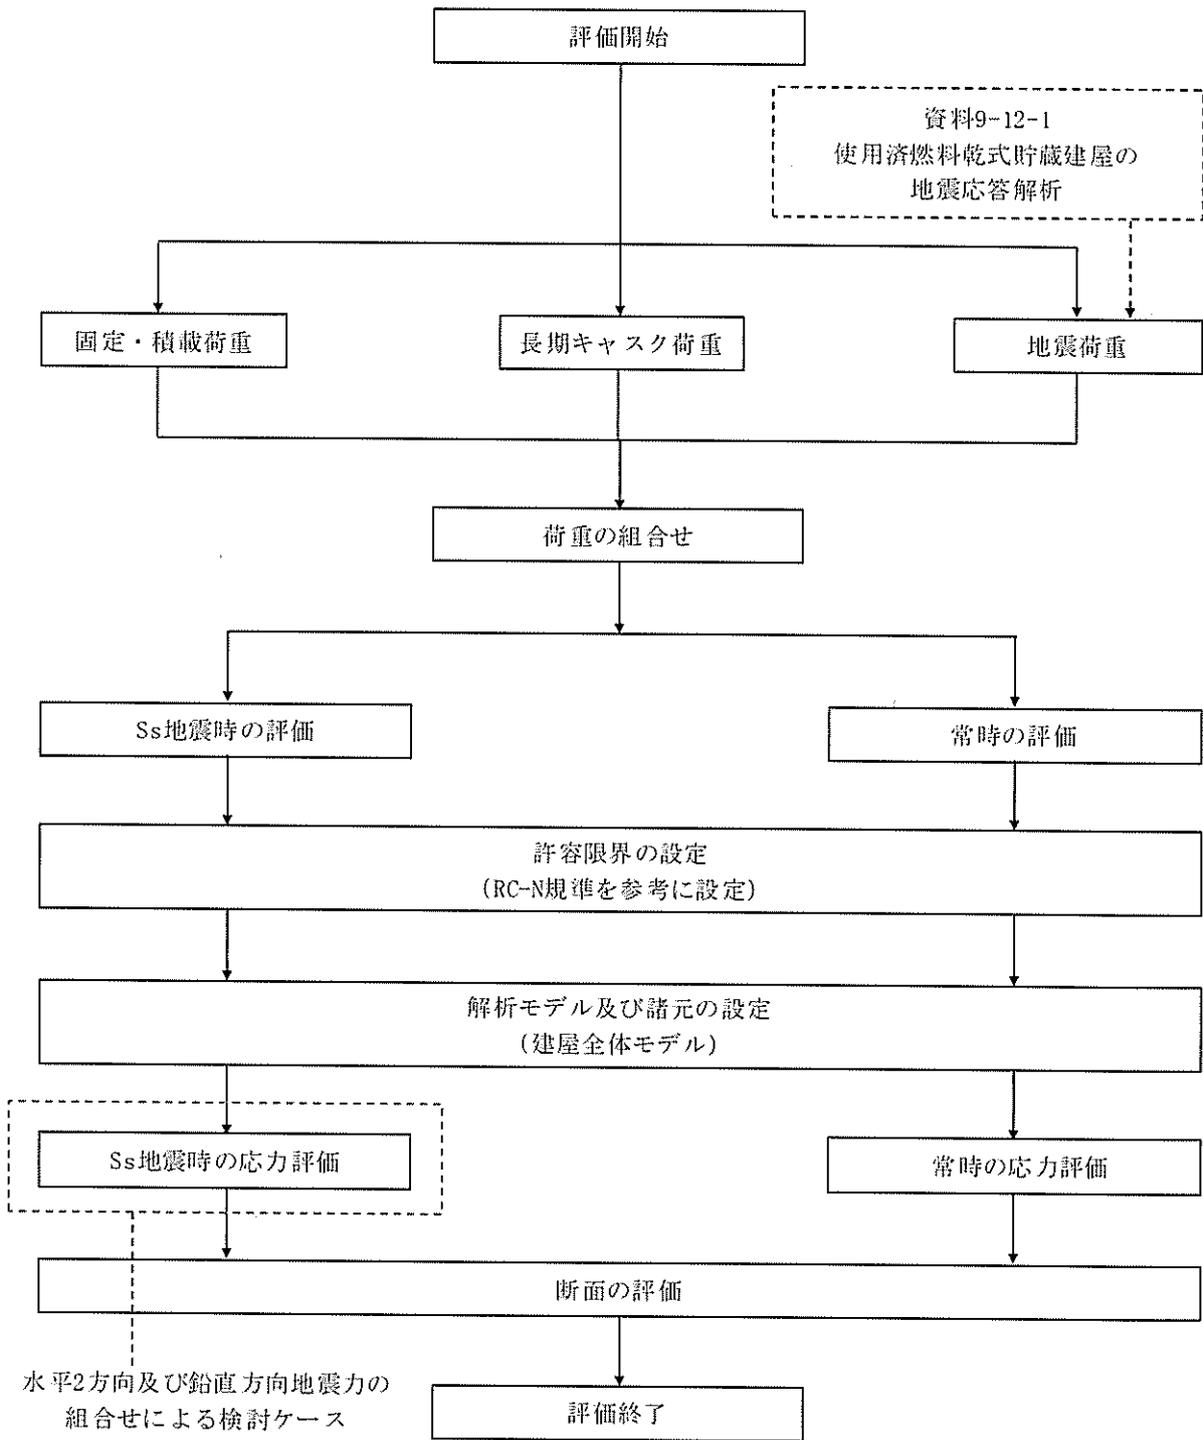 評価開始
資料9-12-1
使用済燃料乾式貯蔵建屋の
地震応答解析
固定・積載荷重
長期キャスク荷重
地震荷重
荷重の組合せ
Ss地震時の評価
常時の評価
許容限界の設定
(RC-N規準を参考に設定)
解析モデル及び諸元の設定
(建屋全体モデル)
Ss地震時の応力評価
常時の応力評価
断面の評価
水平2方向及び鉛直方向地震力の
組合せによる検討ケース
評価終了